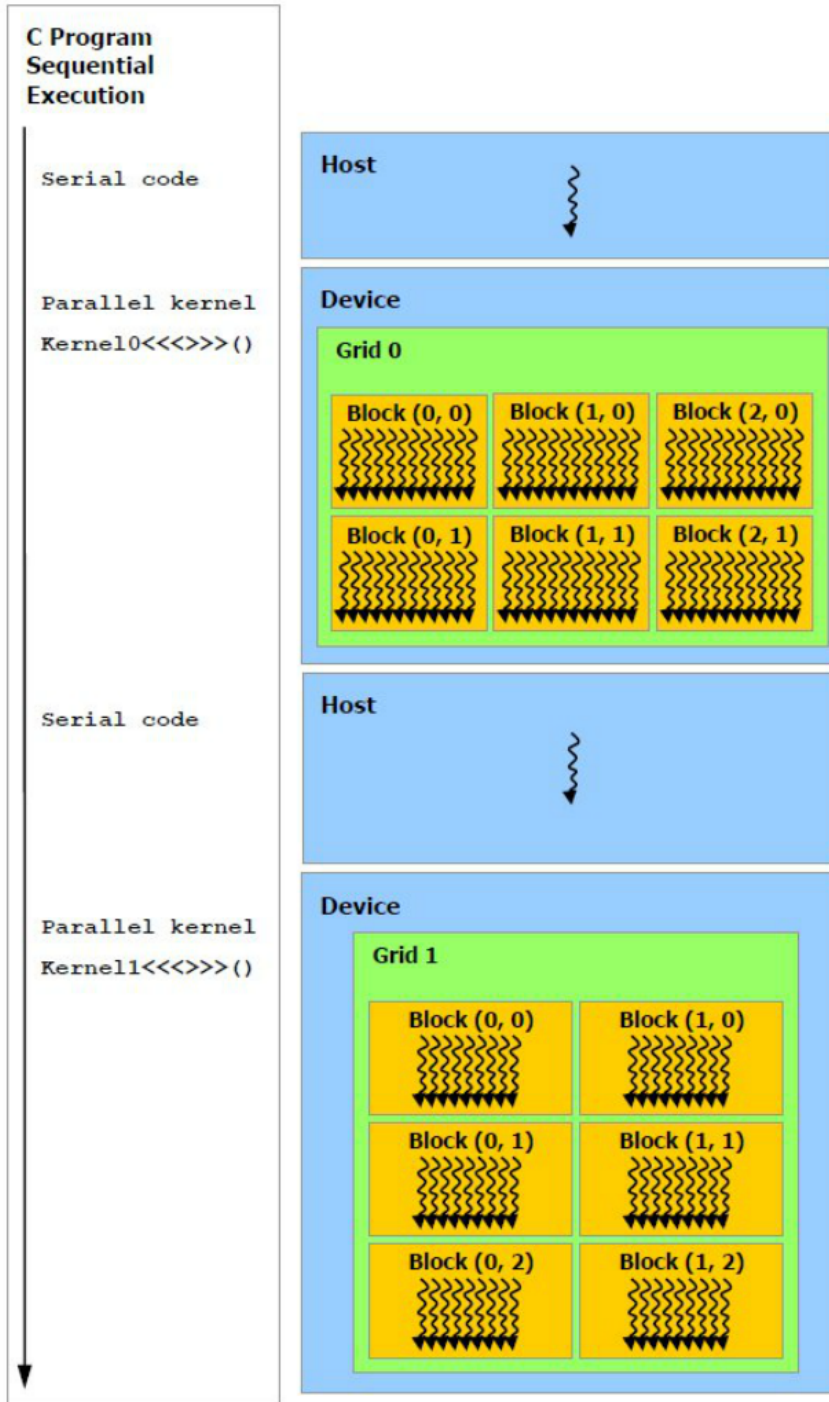 C Program
Sequential
Execution
Serial code
Host
Parallel kernel
Kernel0<<<>>>()
Device
Grid 0
Block (0, 0)
Block (1, 0)
Block (2, 0)
Block (0, 1)
Block (1, 1)
Block (2, 1)
Serial code
Host
Parallel kernel
Kernel1<<<>>>()
Device
Grid 1
Block (0, 0)
Block (1, 0)
Block (0, 1)
Block (1, 1)
Block (0, 2)
Block (1, 2)